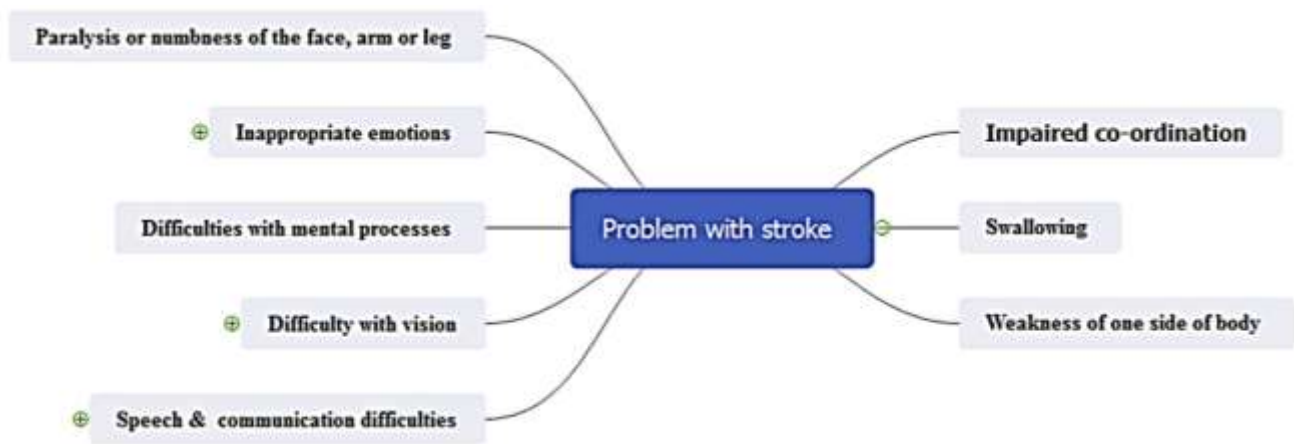 Paralysis or numbness of the face, arm or leg
Inappropriate emotions
Difficulties with mental processes
Difficulty with vision
Speech & communication difficulties
Problem with stroke
Impaired co-ordination
Swallowing
Weakness of one side of body